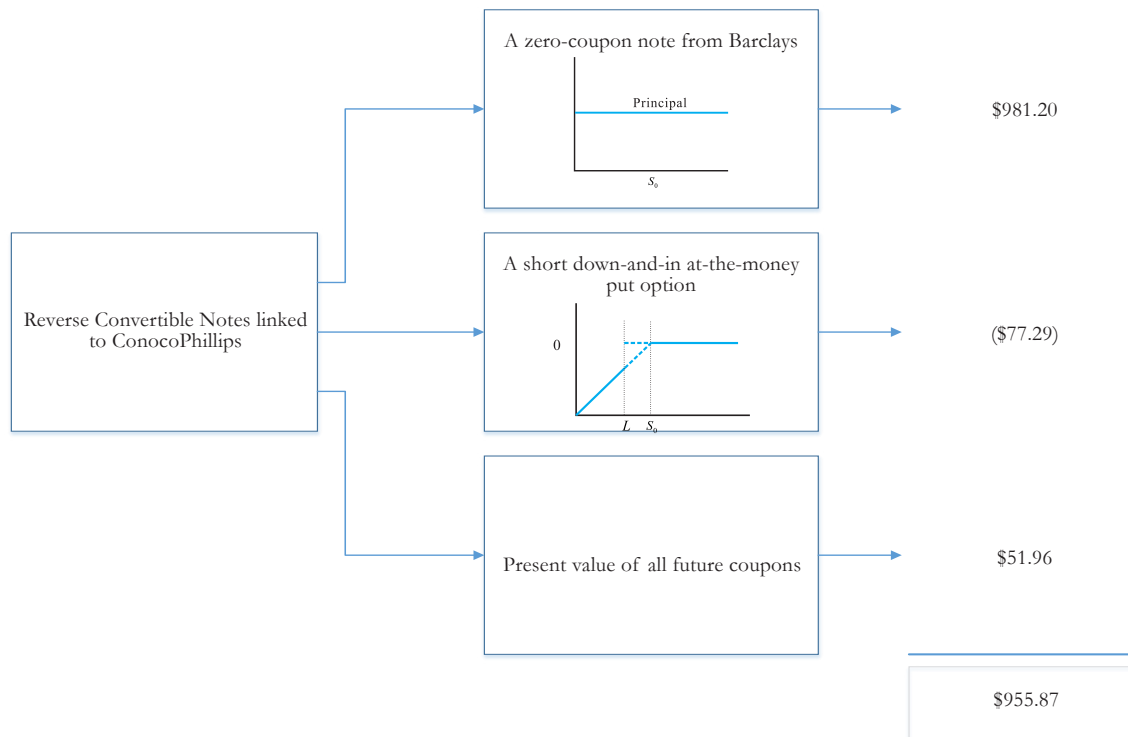 A zero-coupon note from Barclays
Principal
S₀
$981.20
Reverse Convertible Notes linked
to ConocoPhillips
A short down-and-in at-the-money
put option
0
L S₀
($77.29)
Present value of all future coupons
$51.96
$955.87